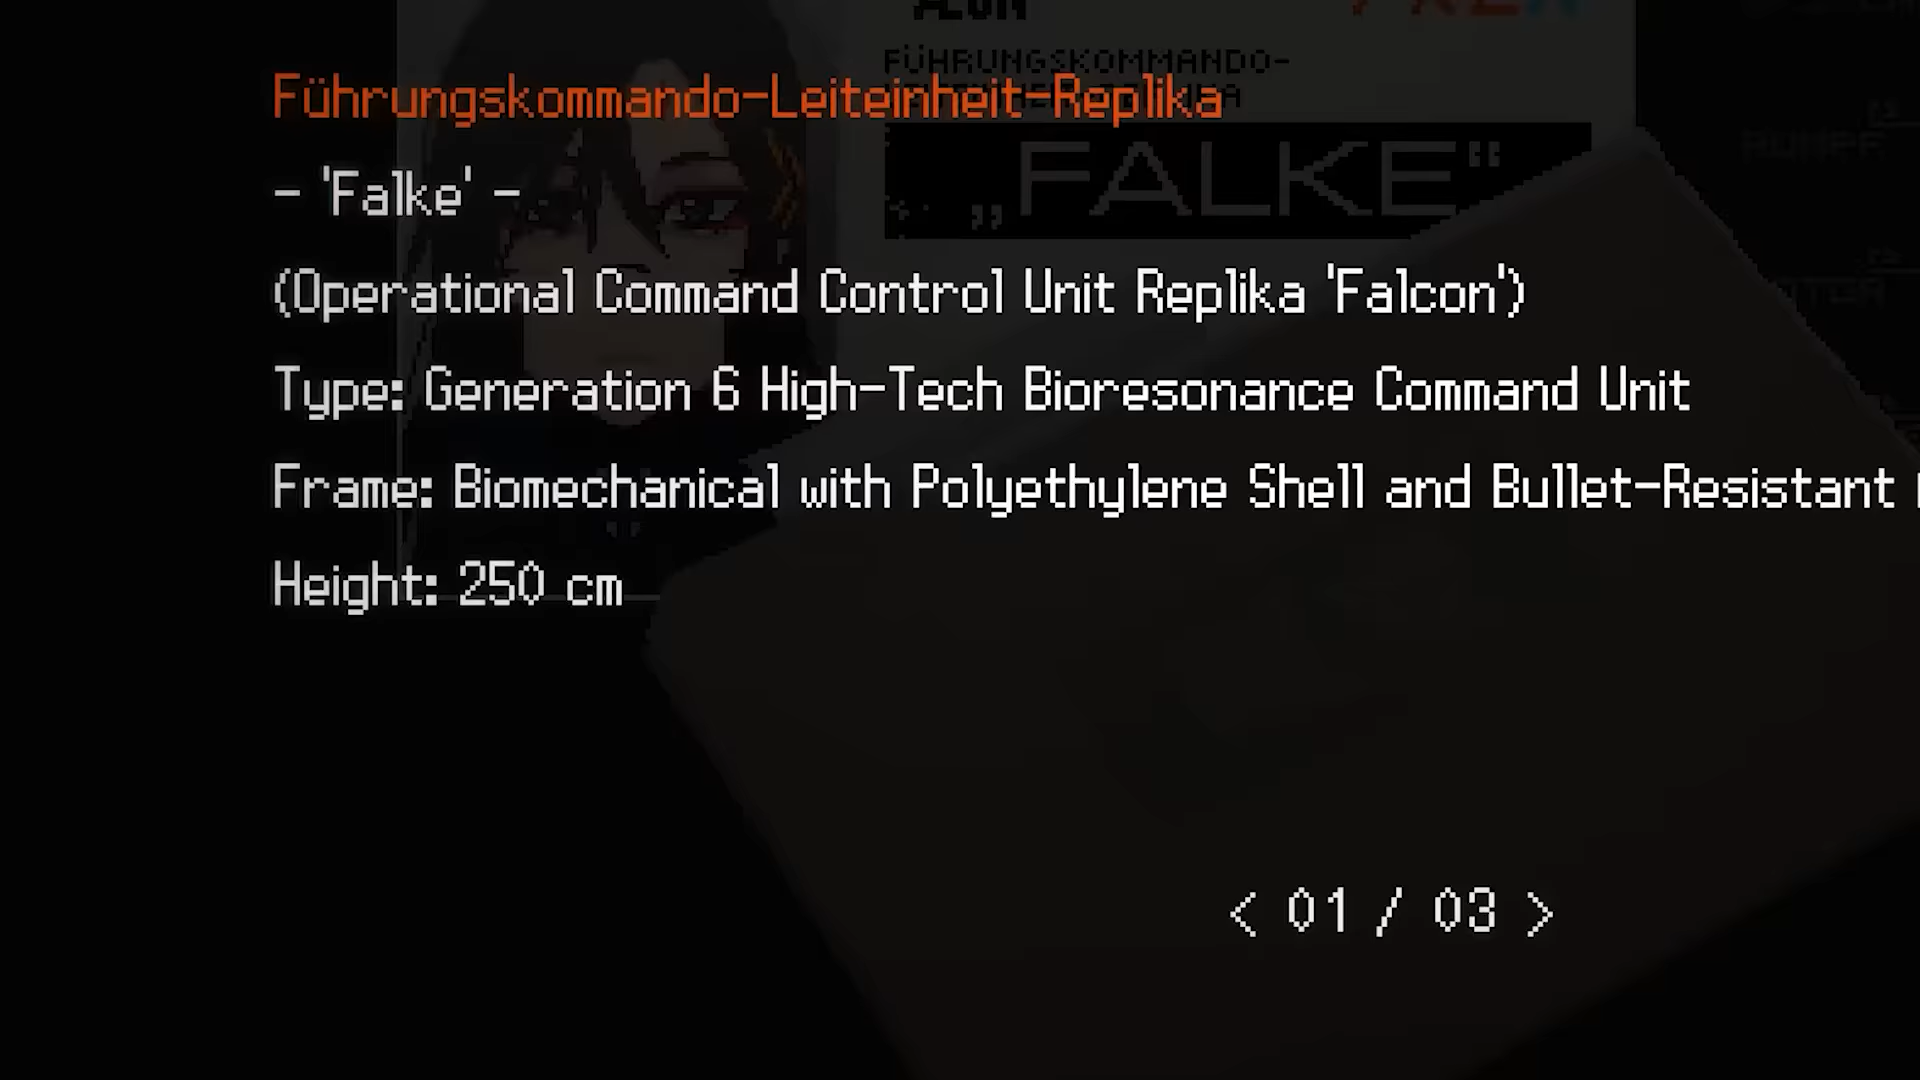 FÜHRUNGSKOMMANDO-
Führungskommando-Leiteinheit-Replika
„FALKE“
- 'Falke' -
(Operational Command Control Unit Replika 'Falcon')
Type: Generation 6 High-Tech Bioresonance Command Unit
Frame: Biomechanical with Polyethylene Shell and Bullet-Resistant
Height: 250 cm
< 01 / 03 >